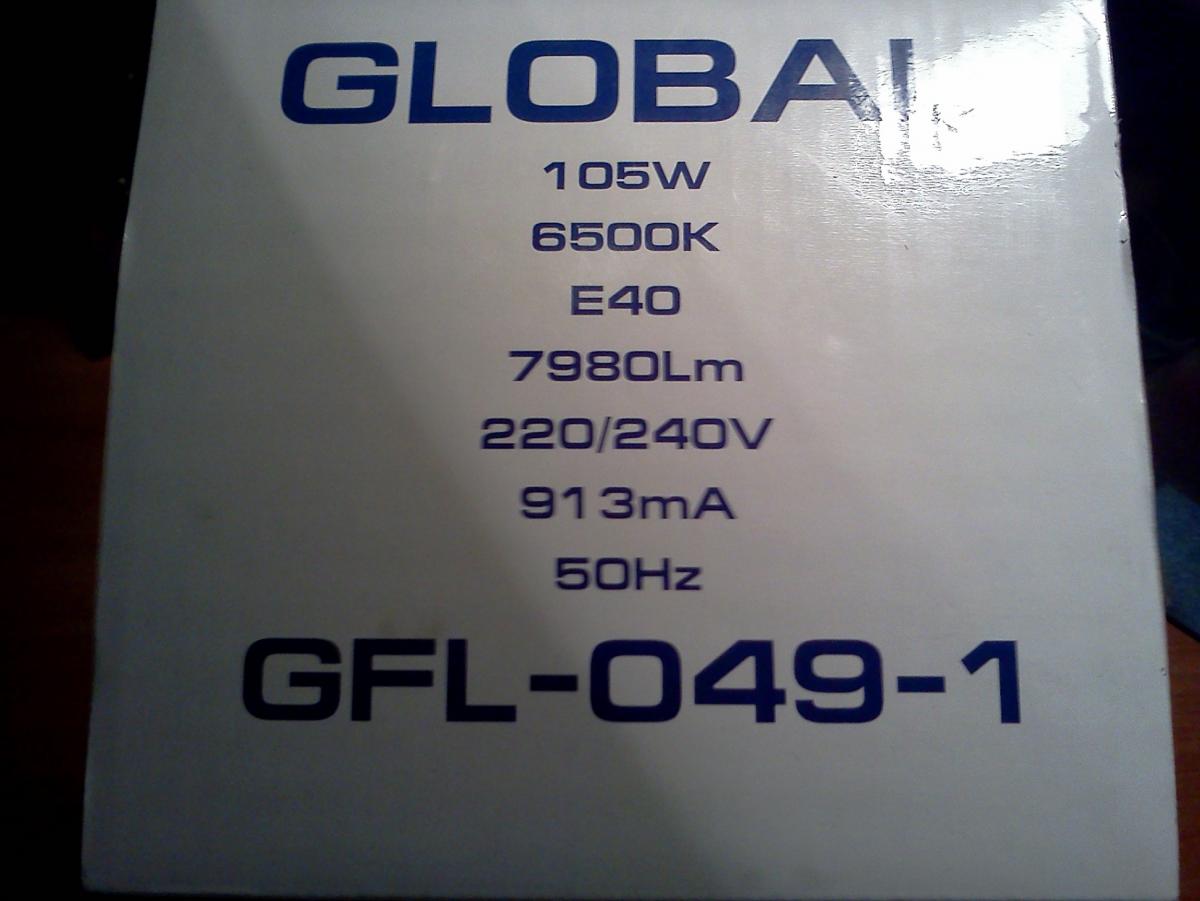 GLOBAL
105W
6500K
E40
7980Lm
220/240V
913mA
50Hz
GFL-049-1